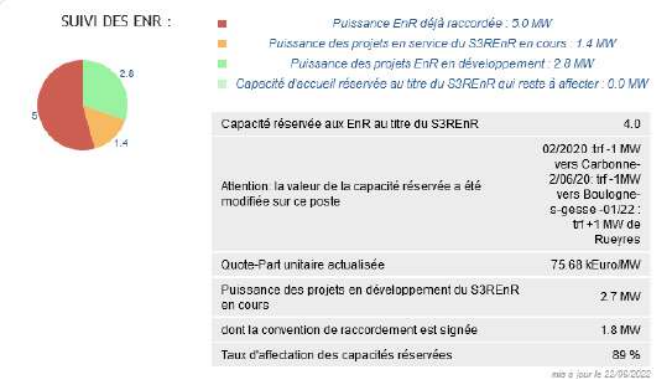 SUIVI DES ENR :
Puissance EnR déjà raccordée : 5.0 MW
Puissance des projets en service du S3REnR en cours : 1.4 MW
Puissance des projets EnR en développement : 2.8 MW
Capacité d'accueil réservée au titre du S3REnR qui reste à affecter : 0.0 MW
2.8
5
1.4
Capacité réservée aux EnR au titre du S3REnR 4.0
Attention: la valeur de la capacité réservée a été
modifiée sur ce poste
02/2020 :trf -1 MW
vers Carbonne-
2/06/20: trf -1MW
vers Boulogne-
s-gesse -01/22 :
trf +1 MW de
Rueyres
Quote-Part unitaire actualisée 75.68 kEuro/MW
Puissance des projets en développement du S3REnR
en cours 2.7 MW
dont la convention de raccordement est signée 1.8 MW
Taux d'affectation des capacités réservées 89 %
mis à jour le 22/09/2022